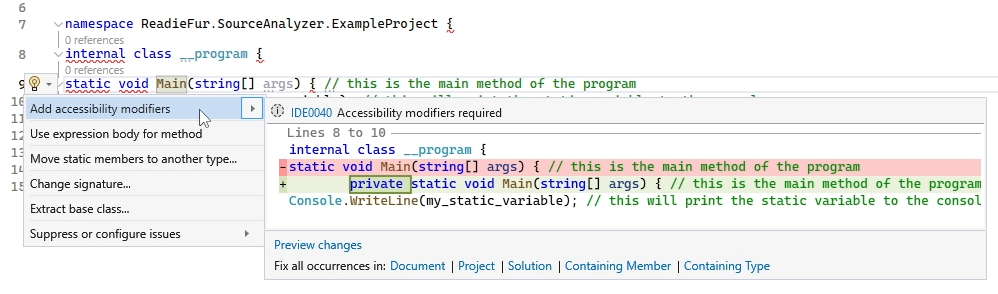 6
7 namespace ReadieFur.SourceAnalyzer.ExampleProject {
0 references
8 internal class __program {
0 references
9 static void Main(string[] args) { // this is the main method of the program
10
11
12
13
14
15
Add accessibility modifiers
Use expression body for method
Move static members to another type...
Change signature...
Extract base class...
Suppress or configure issues
IDE0040 Accessibility modifiers required
Lines 8 to 10
internal class __program {
- static void Main(string[] args) { // this is the main method of the program
+ private static void Main(string[] args) { // this is the main method of the program
Console.WriteLine(my_static_variable); // this will print the static variable to the consol
Preview changes
Fix all occurrences in: Document | Project | Solution | Containing Member | Containing Type